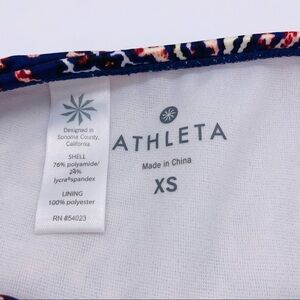 Designed in
Sonoma County,
California
SHELL
76% polyamide/
24%
lycra®spandex
LINING
100% polyester
RN #54023
ATHLETA
Made in China
XS